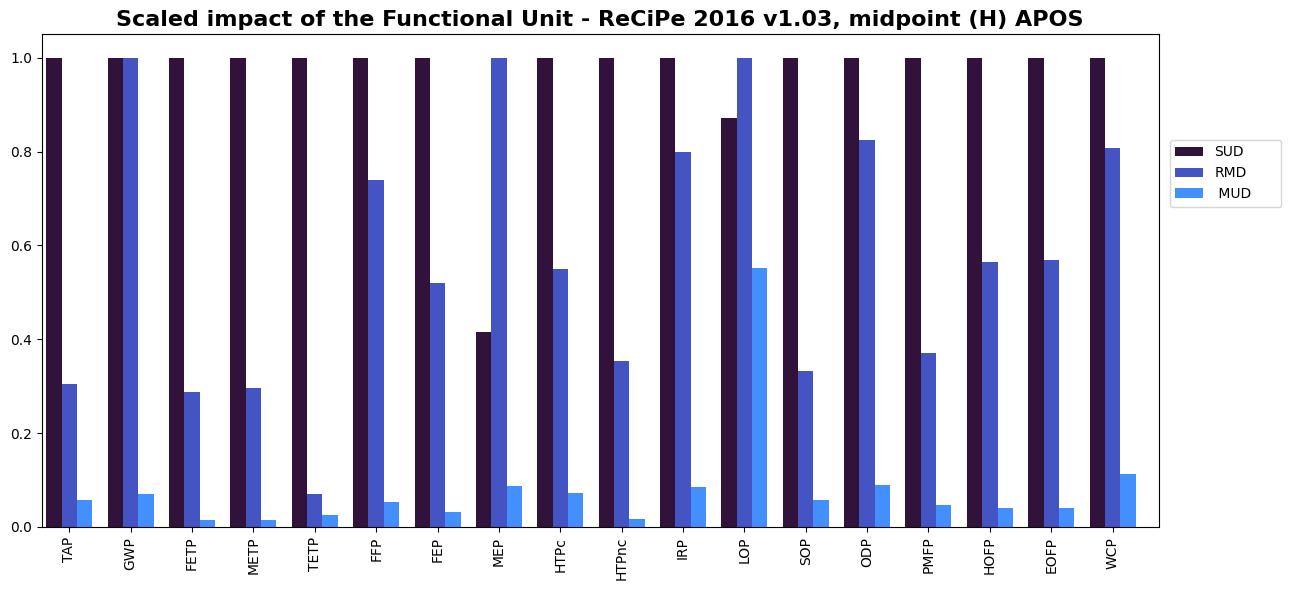 Scaled impact of the Functional Unit - ReCiPe 2016 v1.03, midpoint (H) APOS
1.0
0.8
0.6
0.4
0.2
0.0
TAP
GWP
FETP
METP
TETP
FFP
FEP
MEP
HTPc
HTPnc
IRP
LOP
SOP
ODP
PMFP
HOFP
EOFP
WCP
SUD
RMD
MUD